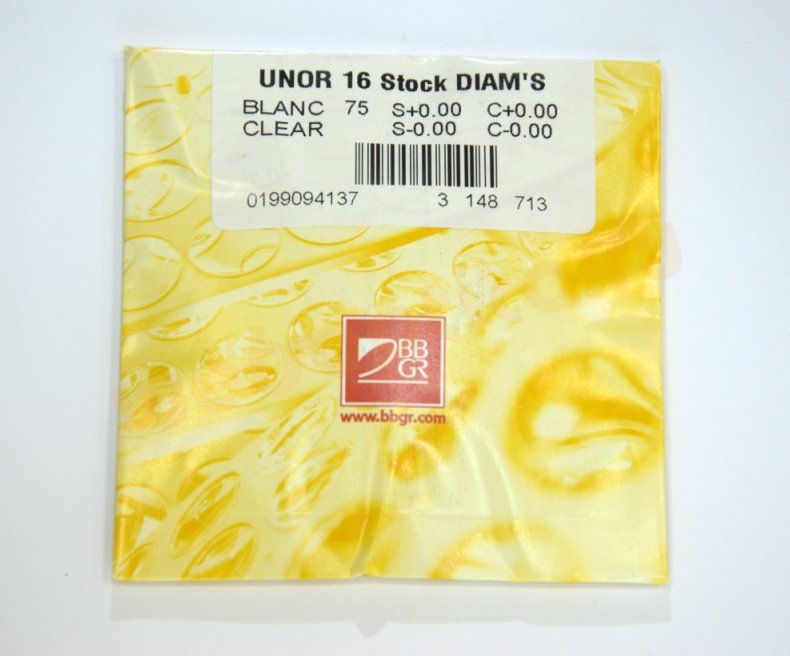 UNOR 16 Stock DIAM'S
BLANC 75 S+0.00 C+0.00
CLEAR S-0.00 C-0.00
0199094137 3 148 713
BB
GR
www.bbgr.com